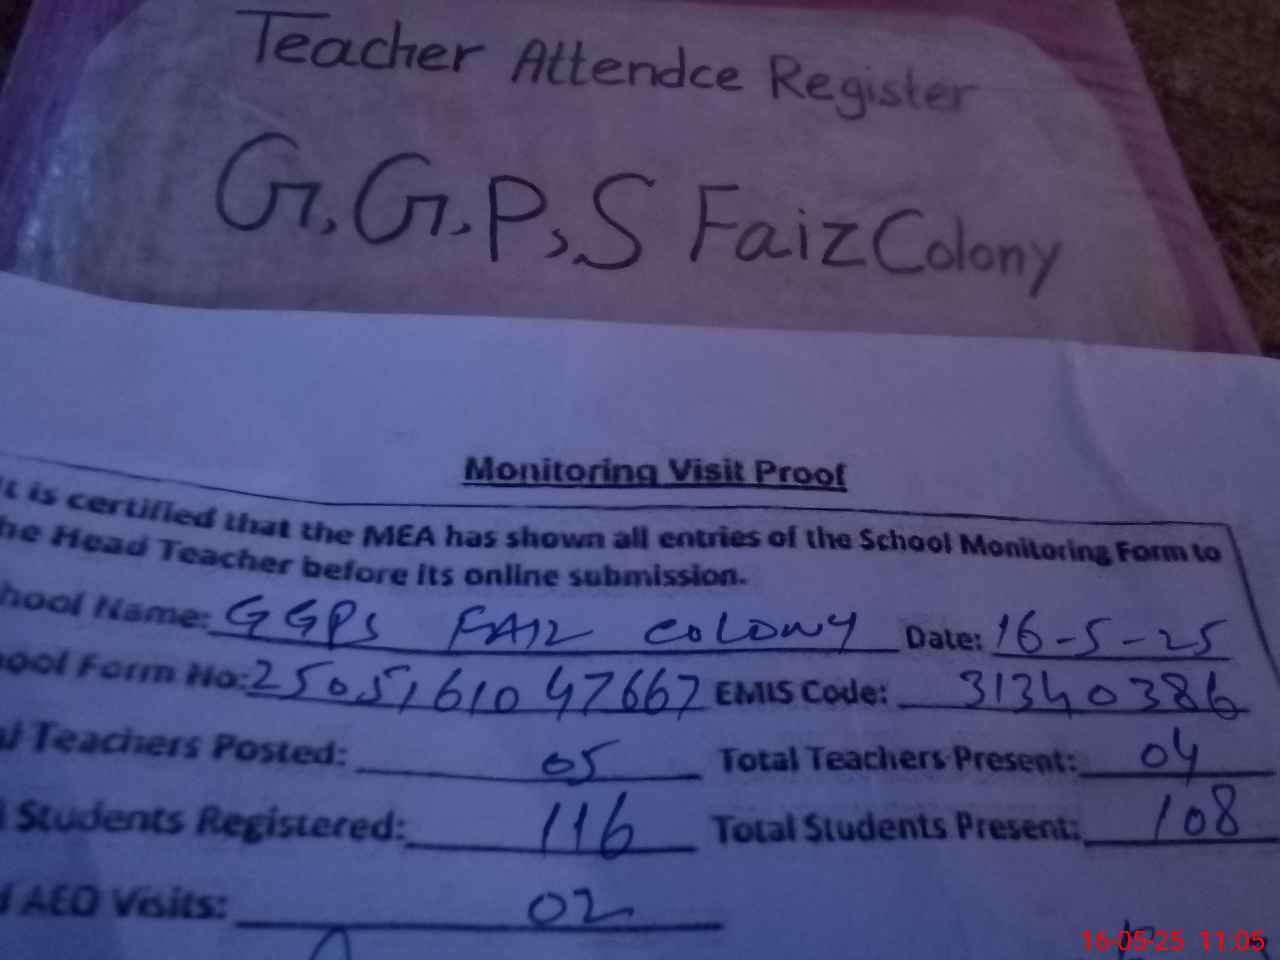 Teacher Attendce Register
G.G.P.S Faiz Colony
Monitoring Visit Proof
t is certified that the MEA has shown all entries of the School Monitoring Form to
he Head Teacher before its online submission.
hool Name: GGPS FAIZ COLONY Date: 16-5-25
ool Form No: 25051610 47667 EMIS Code: 31340386
l Teachers Posted: 05 Total Teachers Present: 04
Students Registered: 116 Total Students Present: 108
AEO Visits: 02
16-05-25 11:05